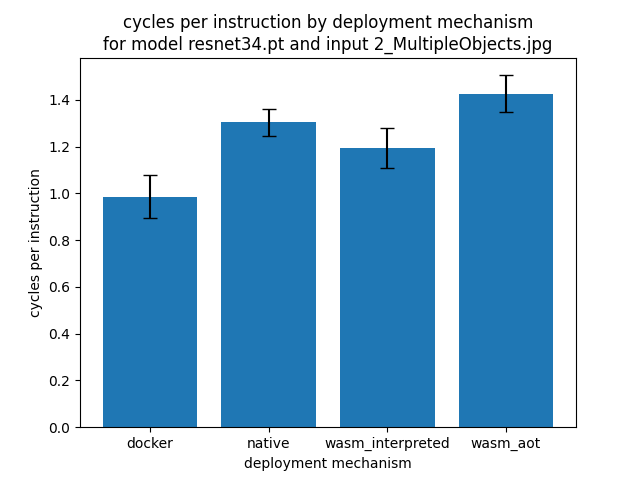 cycles per instruction by deployment mechanism
for model resnet34.pt and input 2_MultipleObjects.jpg
cycles per instruction
1.4
1.2
1.0
0.8
0.6
0.4
0.2
0.0
docker native wasm_interpreted wasm_aot
deployment mechanism